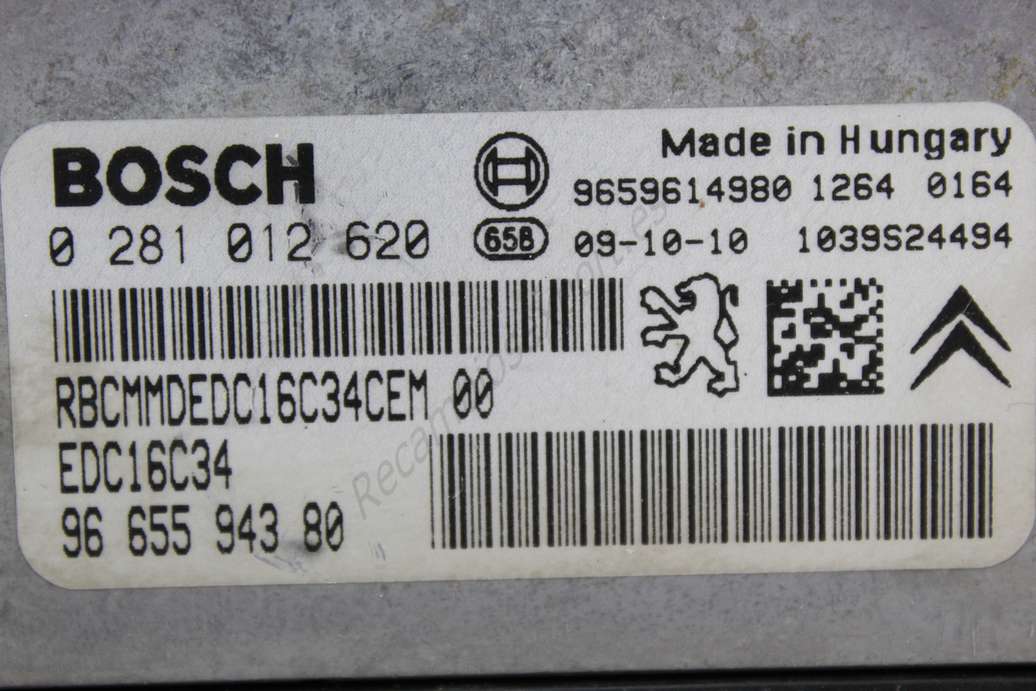 BOSCH
Made in Hungary
9659614980 1264 0164
0 281 012 620
658
09-10-10 1039S24494
RBCMMDEDC16C34CEM 00
EDC16C34
96 655 943 80